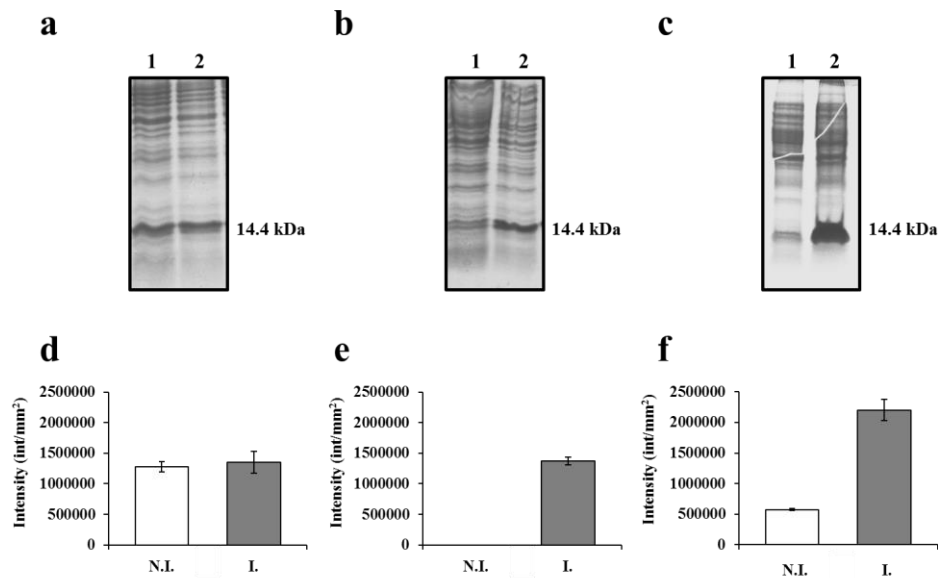 a
b
c
1 2
1 2
1 2
14.4 kDa
14.4 kDa
14.4 kDa
d
e
f
Intensity (int/mm²)
2500000
2000000
1500000
1000000
500000
0
N.I. I.
Intensity (int/mm²)
2500000
2000000
1500000
1000000
500000
0
N.I. I.
Intensity (int/mm²)
2500000
2000000
1500000
1000000
500000
0
N.I. I.